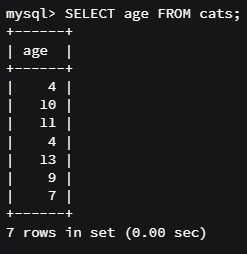 mysql> SELECT age FROM cats;
+------+
| age  |
+------+
|    4 |
|   10 |
|   11 |
|    4 |
|   13 |
|    9 |
|    7 |
+------+
7 rows in set (0.00 sec)